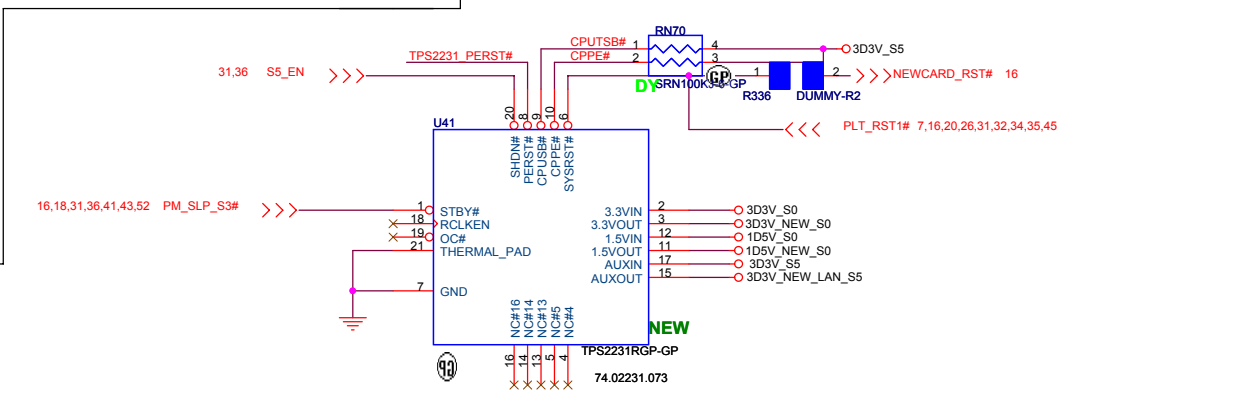 RN70
CPUTSB# 1 4 3D3V_S5
TPS2231_PERST# CPPE# 2 3
31,36 S5_EN GP 1 2 NEWCARD_RST# 16
DY SRN100K3-5-GP R336 DUMMY-R2
20 8 9 10 6
U41 PLT_RST1# 7,16,20,26,31,32,34,35,45
SHDN# PERST# CPUSB# CPPE# SYSRST#
16,18,31,36,41,43,52 PM_SLP_S3# 1 STBY# 3.3VIN 2 3D3V_S0
18 RCLKEN 3.3VOUT 3 3D3V_NEW_S0
19 OC# 1.5VIN 12 1D5V_S0
21 THERMAL_PAD 1.5VOUT 11 1D5V_NEW_S0
AUXIN 17 3D3V_S5
AUXOUT 15 3D3V_NEW_LAN_S5
7 GND
NC#16 NC#14 NC#13 NC#5 NC#4
NEW
16 14 13 5 4
TPS2231RGP-GP
GP
74.02231.073